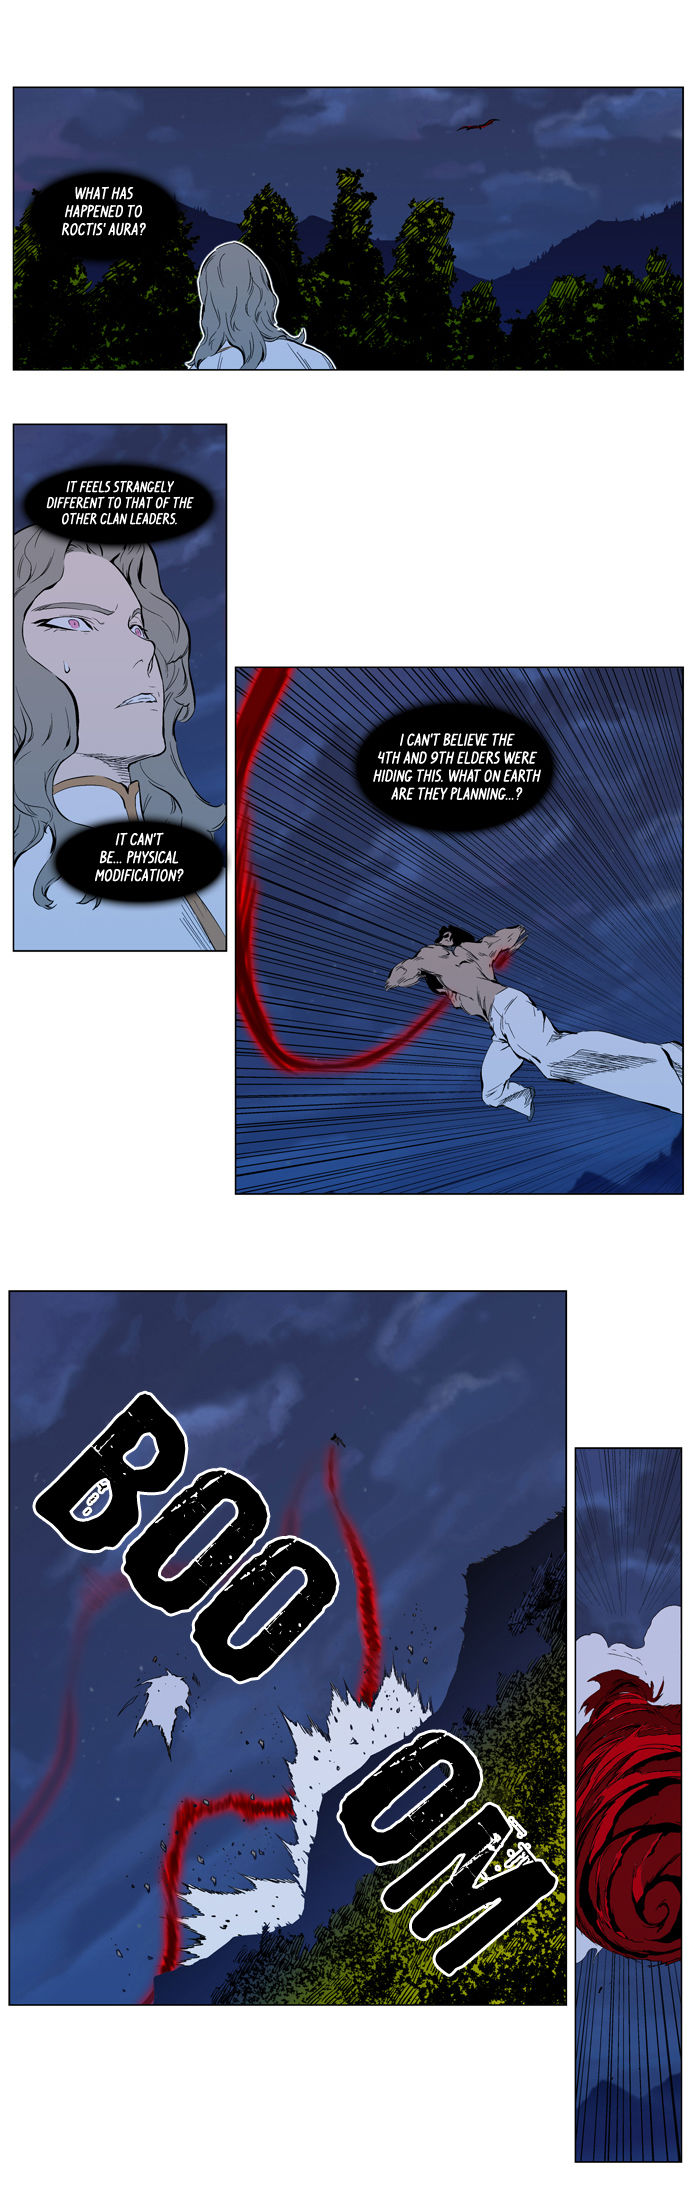 WHAT HAS
HAPPENED TO
ROCTIS' AURA?
IT FEELS STRANGELY
DIFFERENT TO THAT OF THE
OTHER CLAN LEADERS.
IT CAN'T
BE... PHYSICAL
MODIFICATION?
I CAN'T BELIEVE THE
4TH AND 9TH ELDERS WERE
HIDING THIS. WHAT ON EARTH
ARE THEY PLANNING...?
BOO
OM